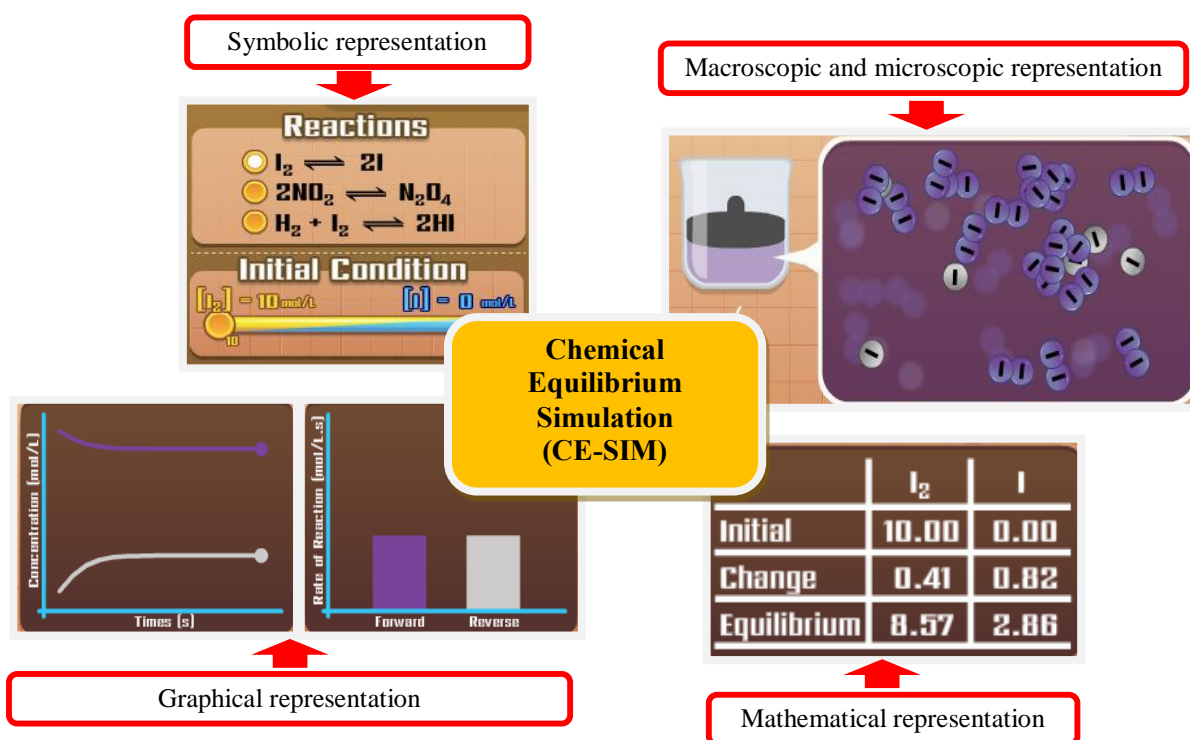 Symbolic representation
Macroscopic and microscopic representation
Reactions
I₂ ⇌ 2I
2NO₂ ⇌ N₂O₄
H₂ + I₂ ⇌ 2HI
Initial Condition
[I₂] = 10 mol/L [I] = 0 mol/L
10
Chemical
Equilibrium
Simulation
(CE-SIM)
Concentration (mol/L)
Times (s)
Rate of Reaction (mol/L.s)
Forward Reverse
I₂ I
Initial 10.00 0.00
Change 0.41 0.82
Equilibrium 8.57 2.86
Graphical representation
Mathematical representation